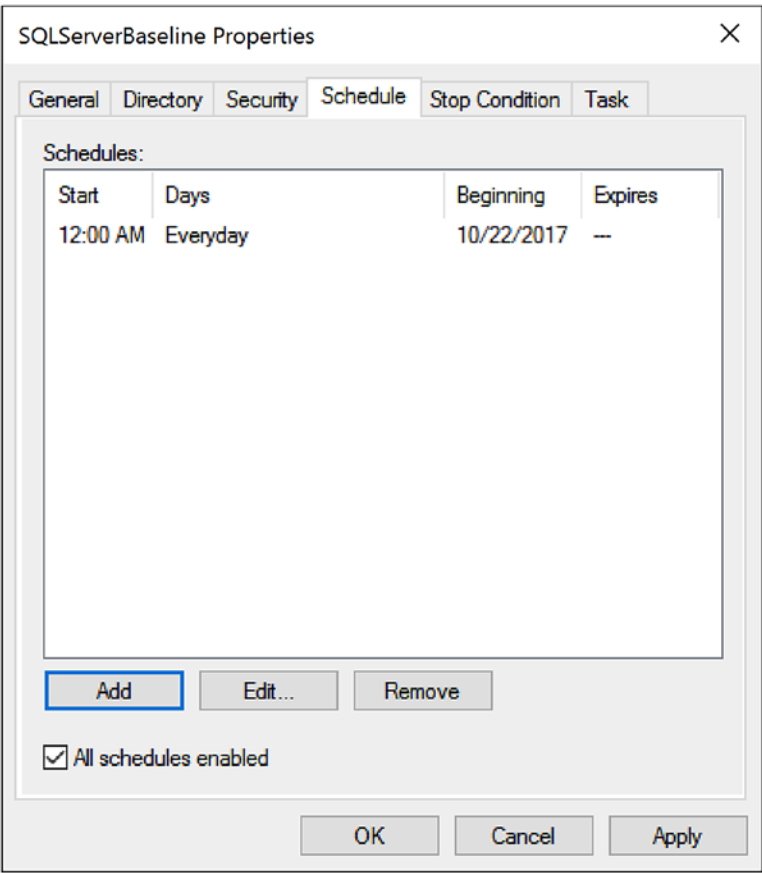 SQLServerBaseline Properties
General Directory Security Schedule Stop Condition Task
Schedules:
Start Days Beginning Expires
12:00 AM Everyday 10/22/2017 ---
Add Edit... Remove
All schedules enabled
OK Cancel Apply